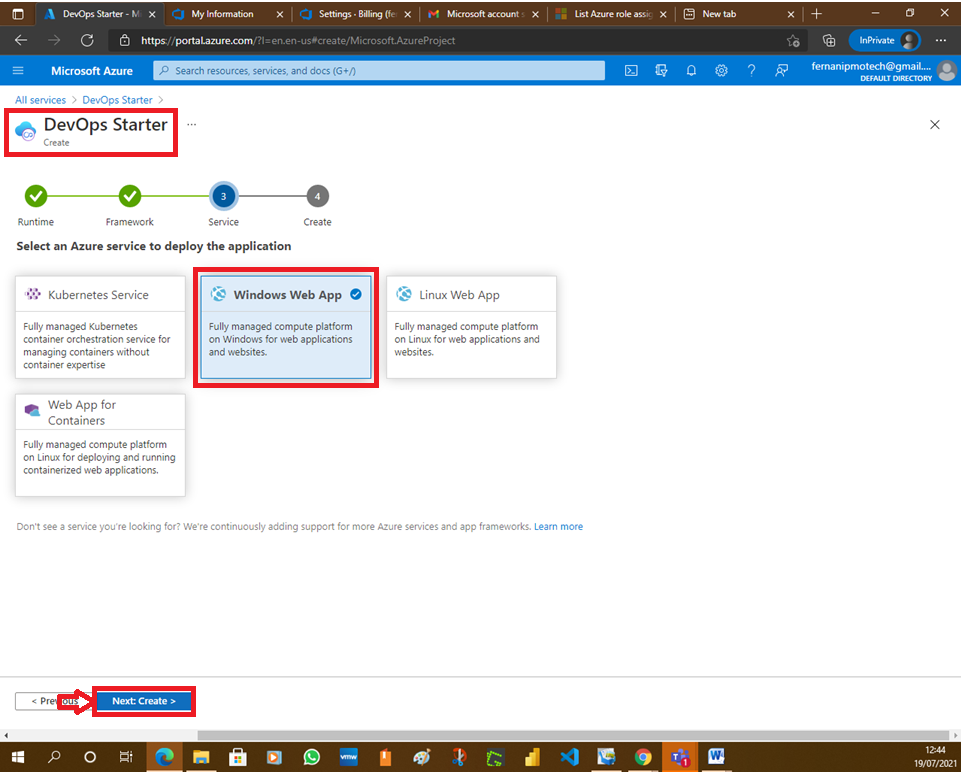 DevOps Starter - Mi
My Information
Settings - Billing (fe
Microsoft account s
List Azure role assig
New tab
https://portal.azure.com/?l=en.en-us#create/Microsoft.AzureProject
InPrivate
Microsoft Azure
Search resources, services, and docs (G+/)
fernanipmotech@gmail....
DEFAULT DIRECTORY
All services > DevOps Starter >
DevOps Starter ...
Create
3
4
Runtime
Framework
Service
Create
Select an Azure service to deploy the application
Kubernetes Service
Fully managed Kubernetes
container orchestration service for
managing containers without
container expertise
Windows Web App
Fully managed compute platform
on Windows for web applications
and websites.
Linux Web App
Fully managed compute platform
on Linux for web applications and
websites.
Web App for
Containers
Fully managed compute platform
on Linux for deploying and running
containerized web applications.
Don't see a service you're looking for? We're continuously adding support for more Azure services and app frameworks. Learn more
< Previous
Next: Create >
vmw
12:44
19/07/2021